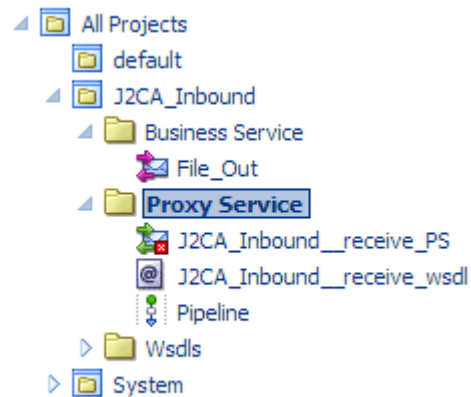 All Projects
default
J2CA_Inbound
Business Service
File_Out
Proxy Service
J2CA_Inbound__receive_PS
J2CA_Inbound__receive_wsdl
Pipeline
Wsdls
System